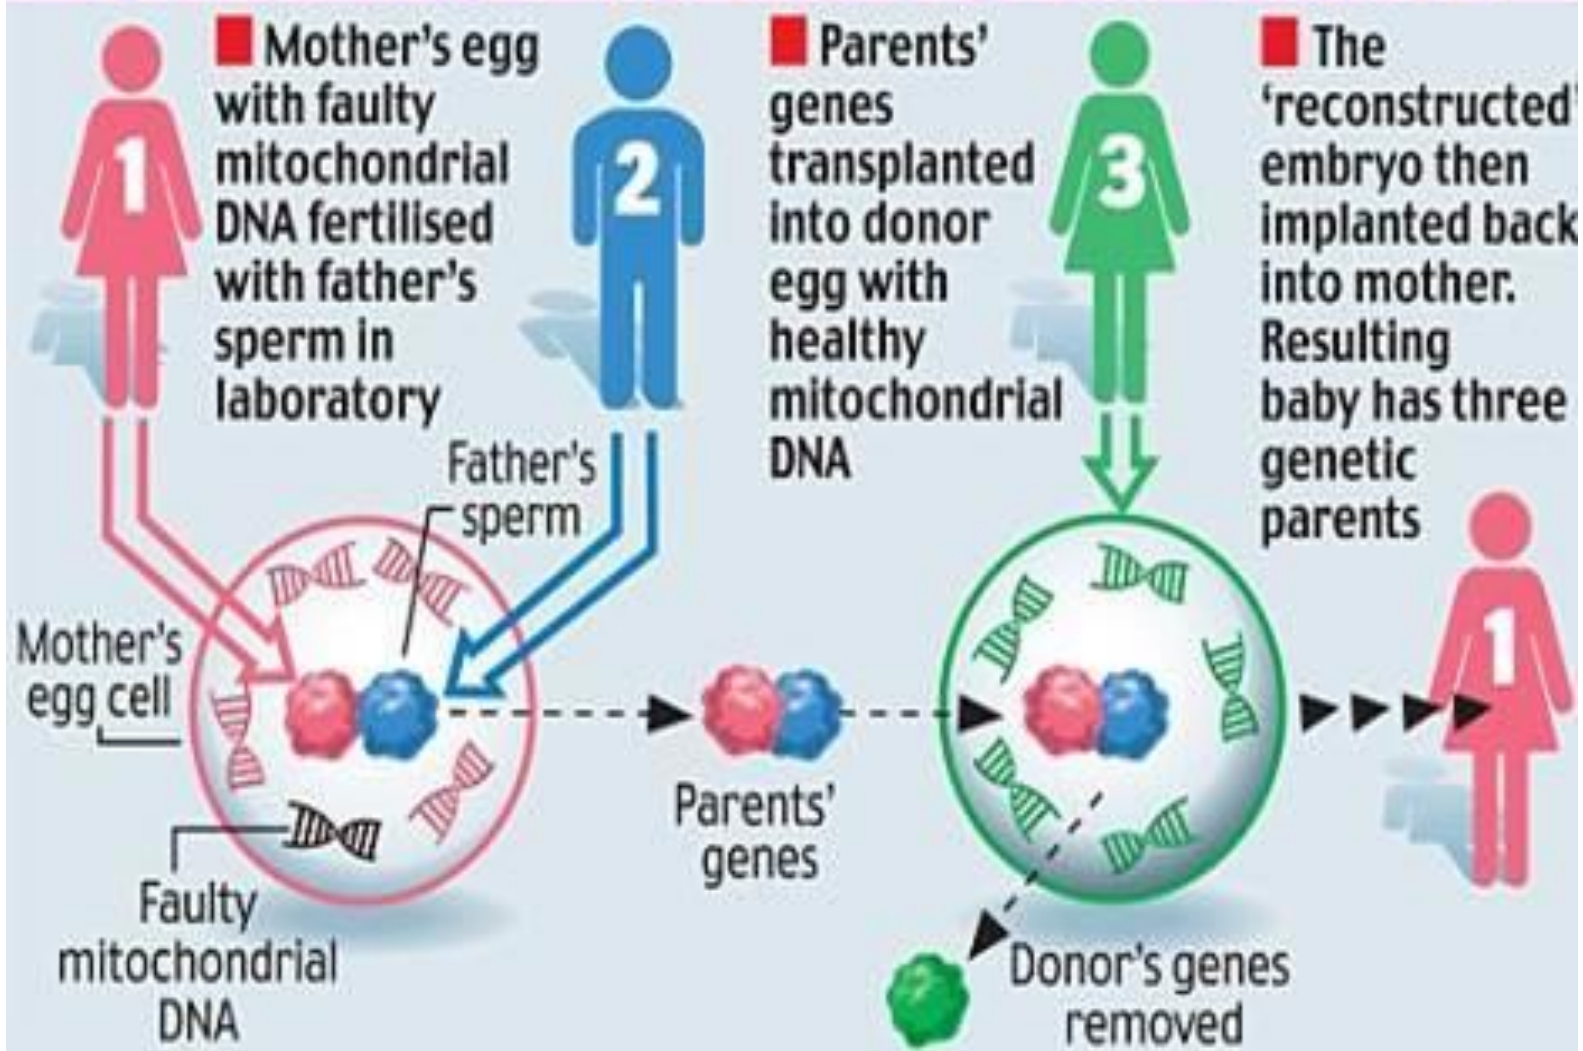 1
Mother's egg
with faulty
mitochondrial
DNA fertilised
with father's
sperm in
laboratory
2
Parents'
genes
transplanted
into donor
egg with
healthy
mitochondrial
DNA
3
The
‘reconstructed’
embryo then
implanted back
into mother.
Resulting
baby has three
genetic
parents
1
Father's
sperm
Mother's
egg cell
Faulty
mitochondrial
DNA
Parents'
genes
Donor's genes
removed